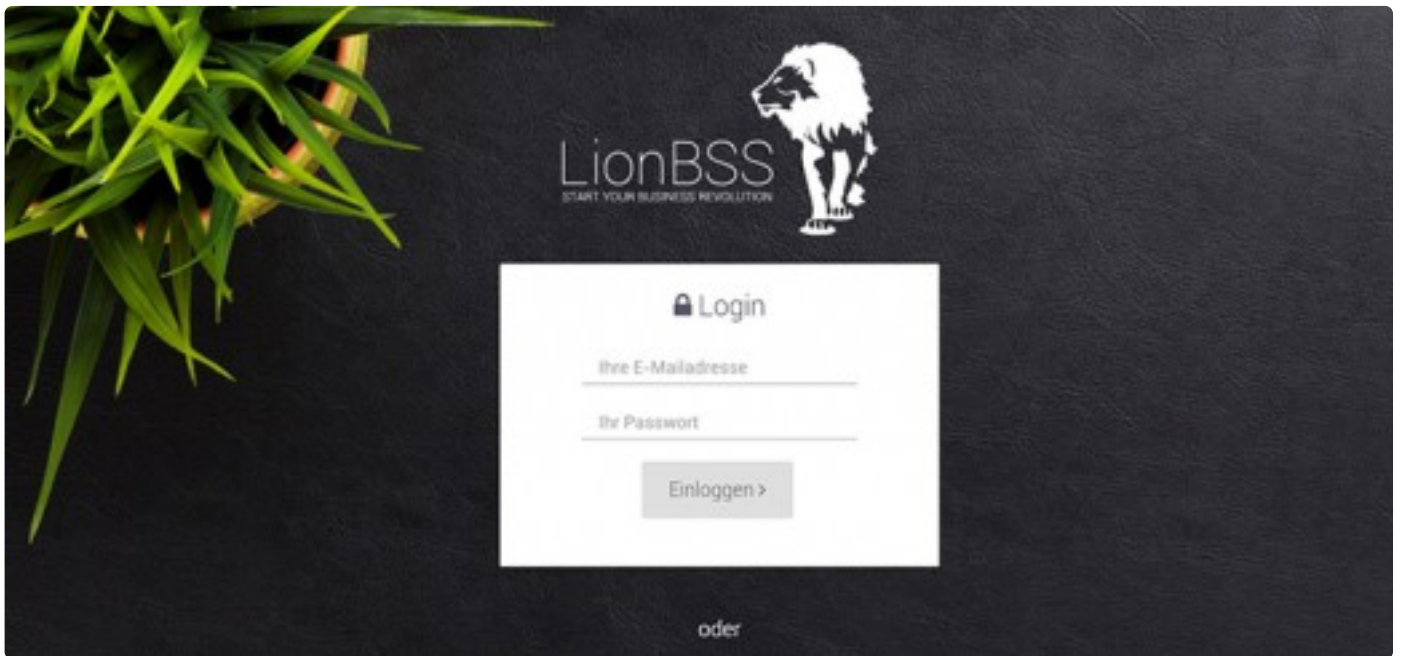 LionBSS
START YOUR BUSINESS REVOLUTION
Login
Ihre E-Mailadresse
Ihr Passwort
Einloggen >
oder